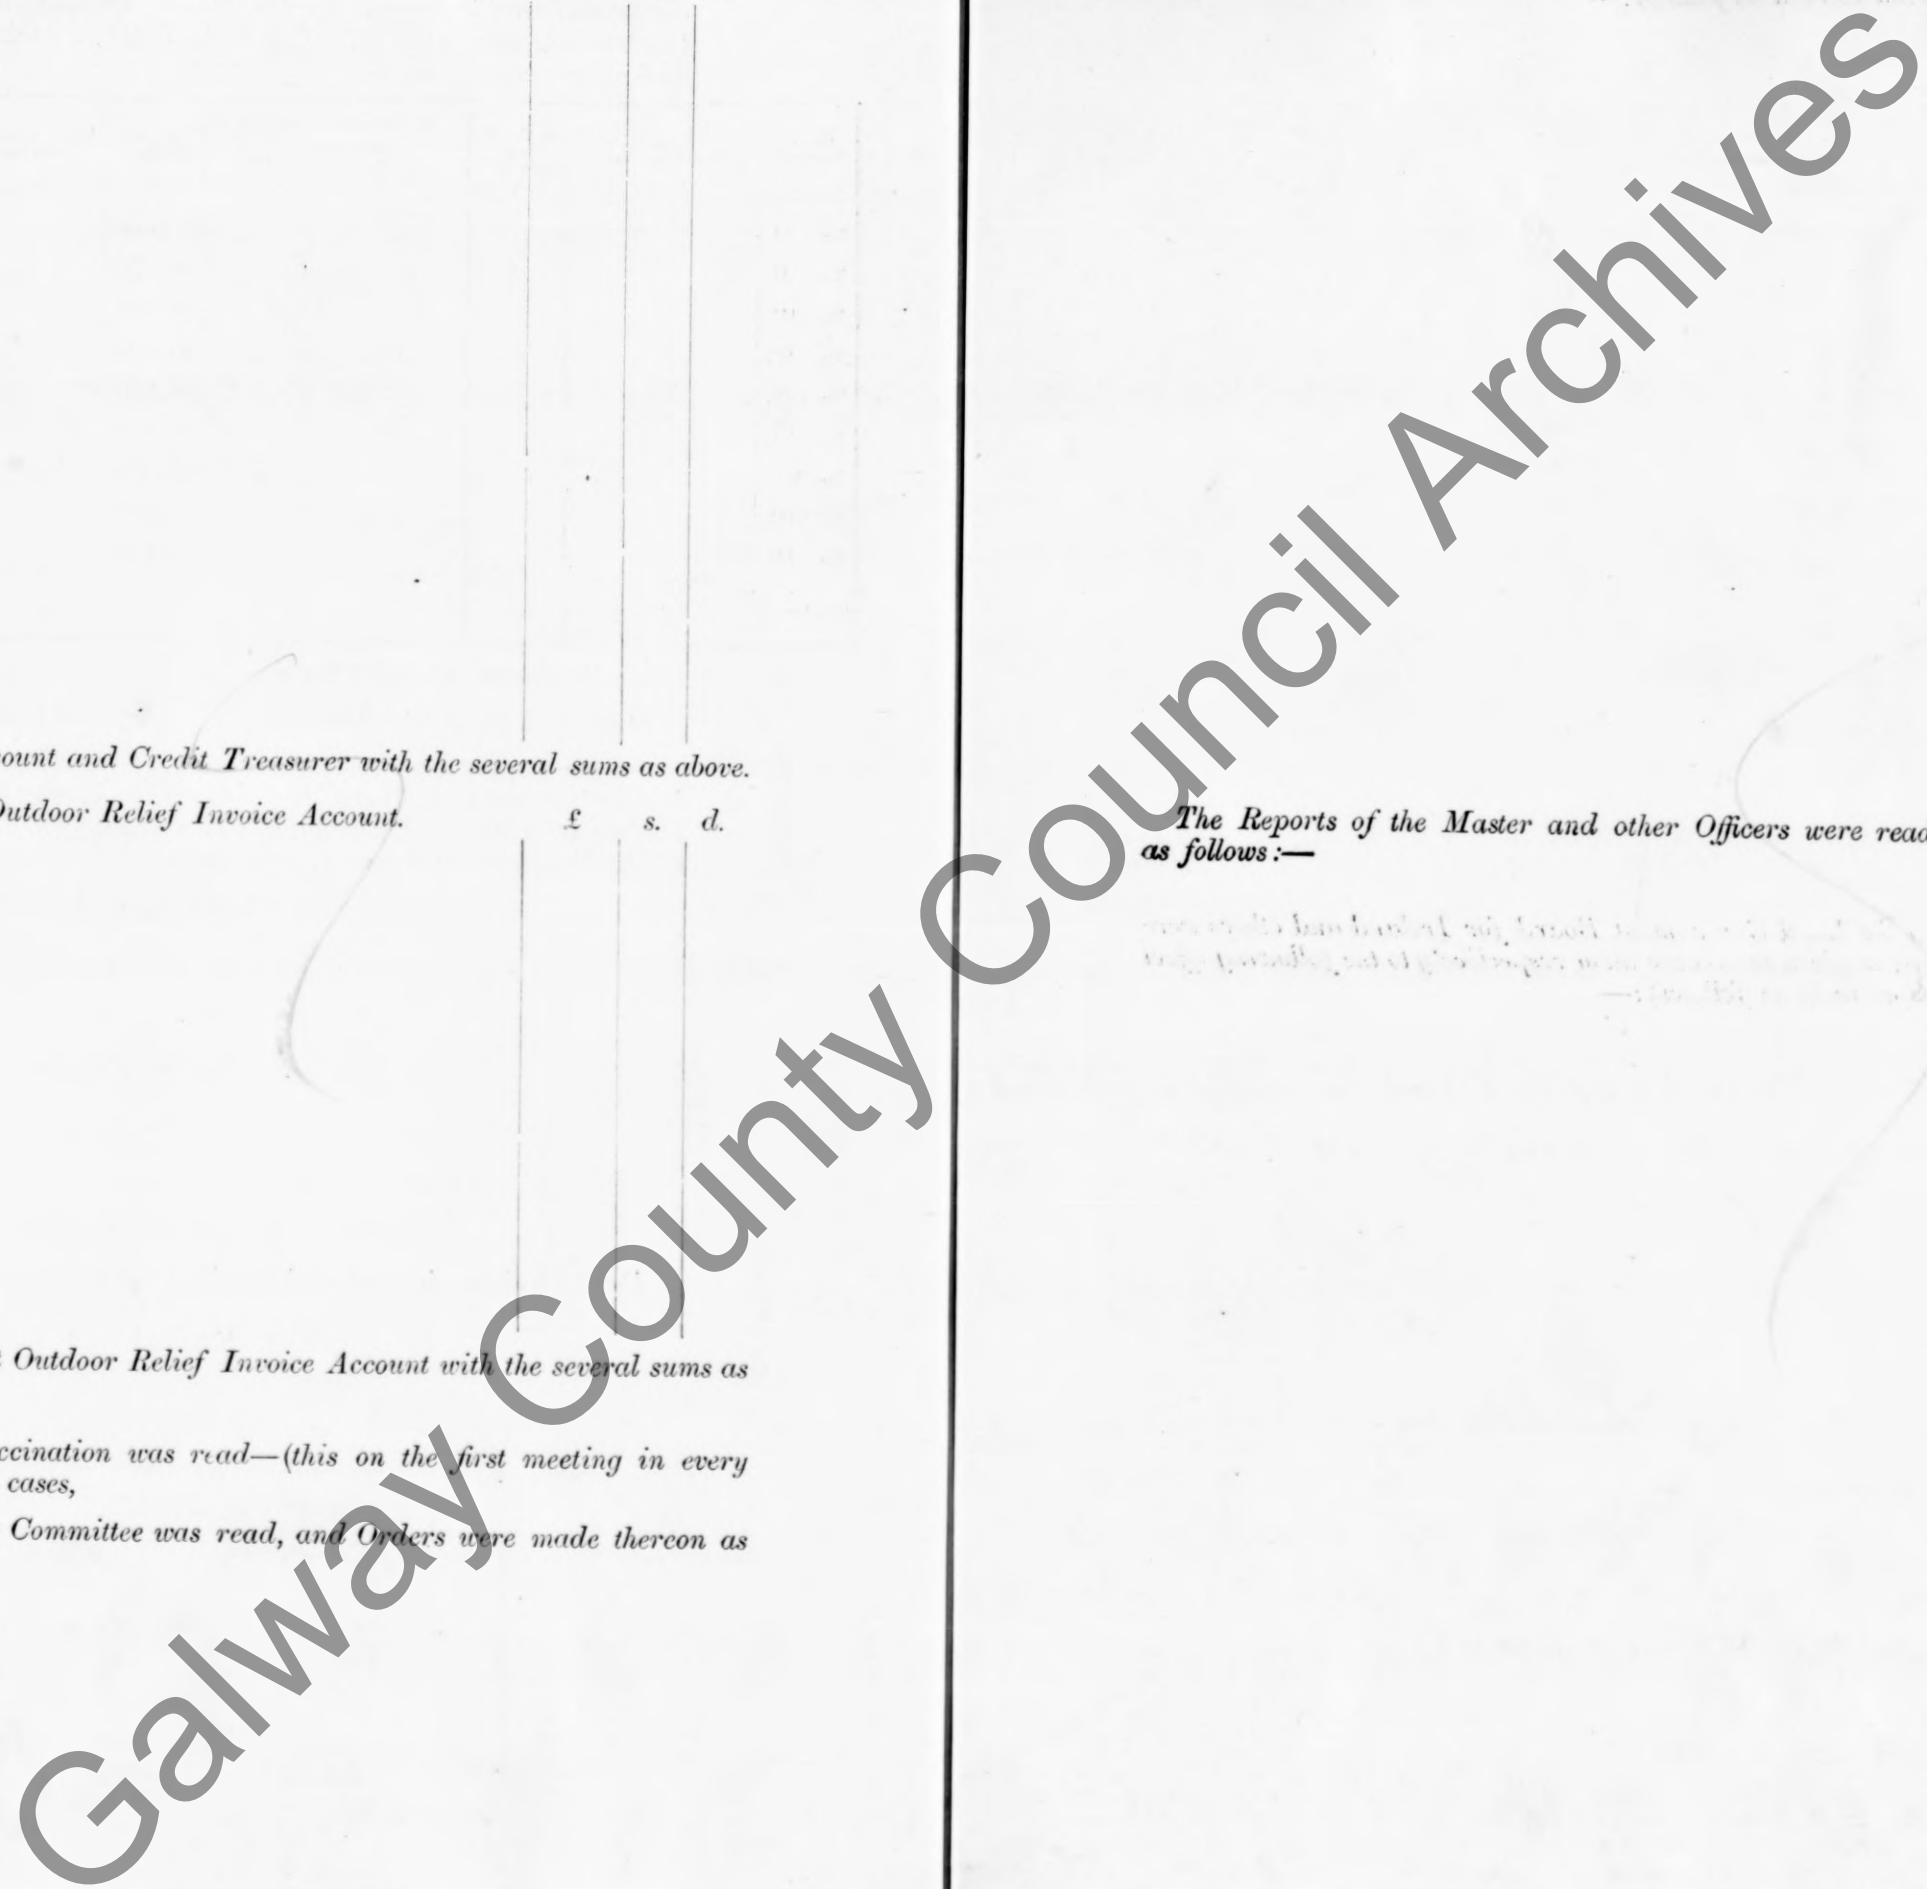 ount and Credit Treasurer with the several sums as above.
Outdoor Relief Invoice Account. £ s. d.
Outdoor Relief Invoice Account with the several sums as
ccination was read—(this on the first meeting in every
cases,
Committee was read, and Orders were made thereon as
The Reports of the Master and other Officers were read
as follows:—
Galway County Council Archives